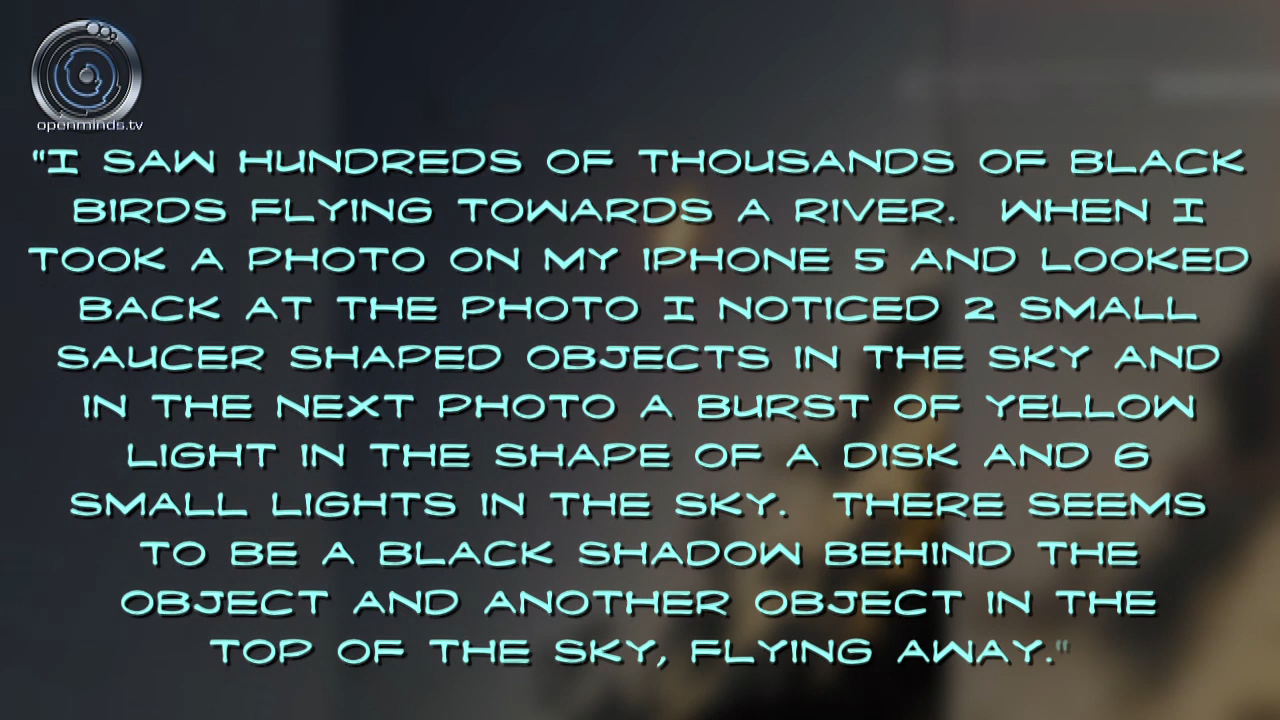 openminds.tv
"I SAW HUNDREDS OF THOUSANDS OF BLACK
BIRDS FLYING TOWARDS A RIVER. WHEN I
TOOK A PHOTO ON MY IPHONE 5 AND LOOKED
BACK AT THE PHOTO I NOTICED 2 SMALL
SAUCER SHAPED OBJECTS IN THE SKY AND
IN THE NEXT PHOTO A BURST OF YELLOW
LIGHT IN THE SHAPE OF A DISK AND 6
SMALL LIGHTS IN THE SKY. THERE SEEMS
TO BE A BLACK SHADOW BEHIND THE
OBJECT AND ANOTHER OBJECT IN THE
TOP OF THE SKY, FLYING AWAY."